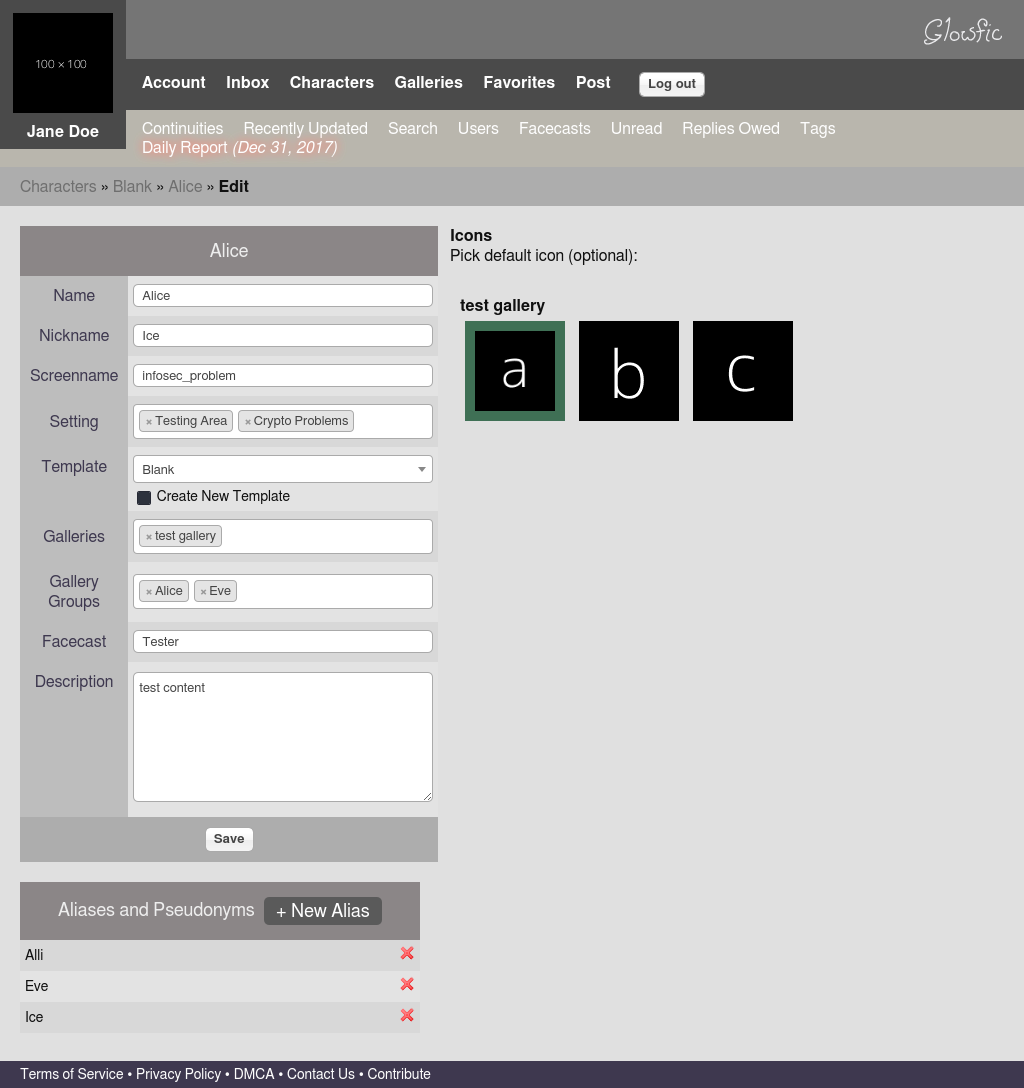 100 × 100
Glowfic
Account Inbox Characters Galleries Favorites Post Log out
Jane Doe
Continuities Recently Updated Search Users Facecasts Unread Replies Owed Tags
Daily Report (Dec 31, 2017)
Characters » Blank » Alice » Edit
Alice
Name Alice
Nickname Ice
Screenname infosec_problem
Setting × Testing Area × Crypto Problems
Template Blank
Create New Template
Galleries × test gallery
Gallery Groups × Alice × Eve
Facecast Tester
Description test content
Save
Icons
Pick default icon (optional):
test gallery
a b c
Aliases and Pseudonyms + New Alias
Alli
Eve
Ice
Terms of Service • Privacy Policy • DMCA • Contact Us • Contribute